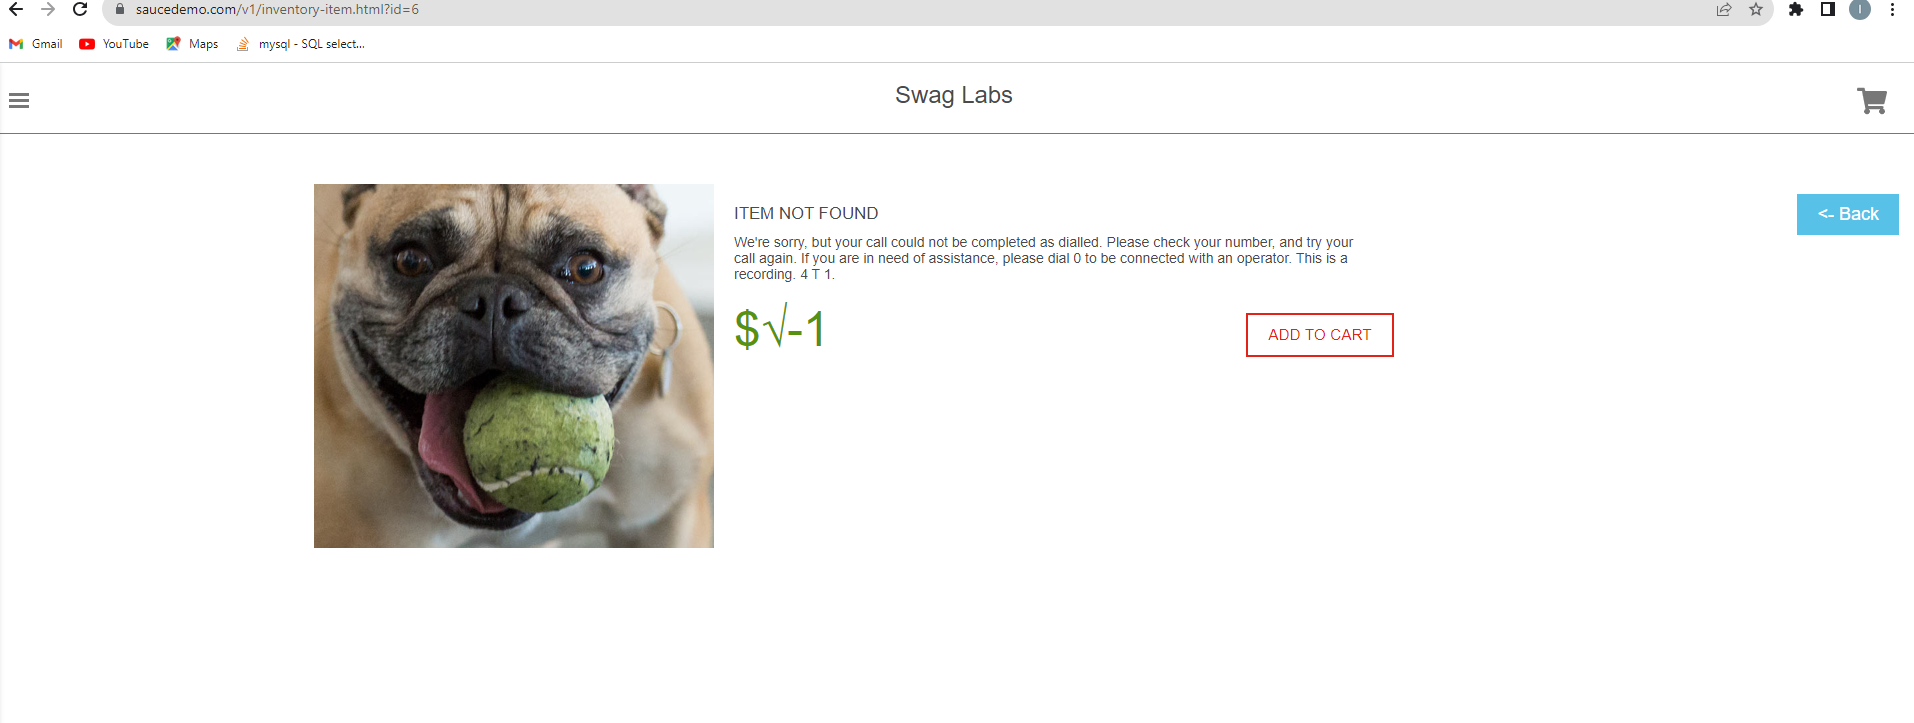 saucedemo.com/v1/inventory-item.html?id=6
I
Gmail YouTube Maps mysql - SQL select...
Swag Labs
ITEM NOT FOUND
<- Back
We're sorry, but your call could not be completed as dialled. Please check your number, and try your
call again. If you are in need of assistance, please dial 0 to be connected with an operator. This is a
recording. 4 T 1.
$√-1
ADD TO CART